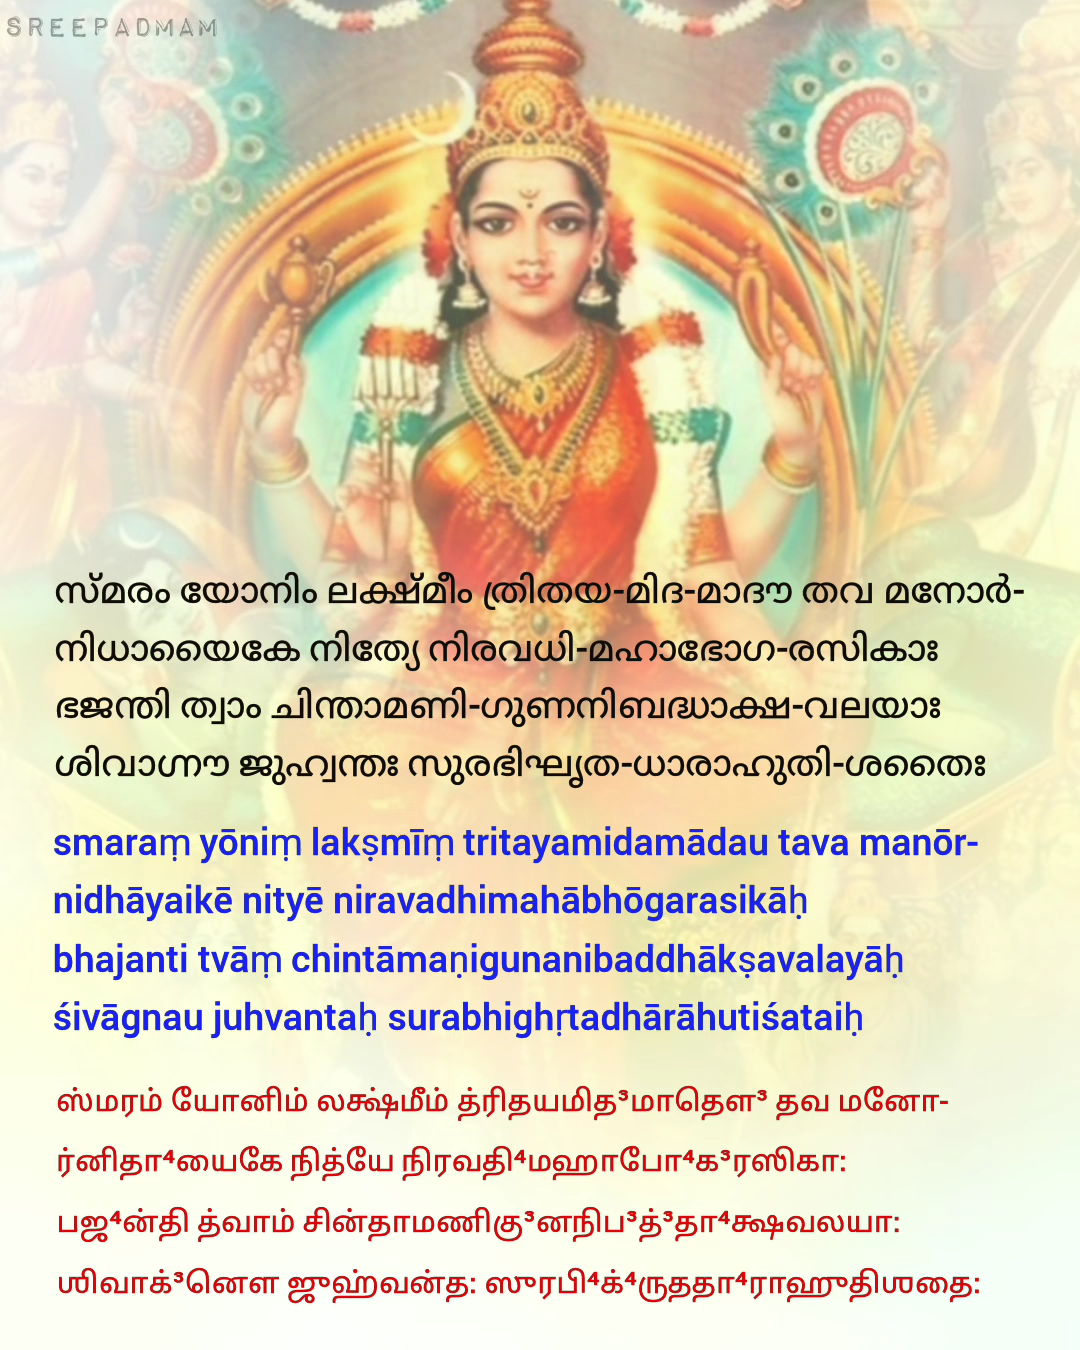 SREEPADMAM
സ്മരം യോനിം ലക്ഷ്മീം ത്രിതയ-മിദ-മാദൗ തവ മനോർ-
നിധായൈകേ നിത്യേ നിരവധി-മഹാഭോഗ-രസികാഃ
ഭജന്തി ത്വാം ചിന്താമണി-ഗുണനിബദ്ധാക്ഷ-വലയാഃ
ശിവാഗ്നൗ ജുഹ്വന്തഃ സുരഭിഘൃത-ധാരാഹുതി-ശതൈഃ
smaraṃ yōniṃ lakṣmīṃ tritayamidamādau tava manōr-
nidhāyaikē nityē niravadhimahābhōgarasikāḥ
bhajanti tvāṃ chintāmaṇigunanibaddhākṣavalayāḥ
śivāgnau juhvantaḥ surabhighṛtadhārāhutiśataiḥ
ஸ்மரம் யோனிம் லக்ஷ்மீம் த்ரிதயமித³மாதௌ³ தவ மனோ-
ர்னிதா⁴யைகே நித்யே நிரவதி⁴மஹாபோ⁴க³ரஸிகா:
பஜ⁴ன்தி த்வாம் சின்தாமணிகு³னநிப³த்³தா⁴க்ஷவலயா:
ஶிவாக்³னௌ ஜுஹ்வன்த: ஸுரபி⁴க்⁴ருததா⁴ராஹுதிஶதை: